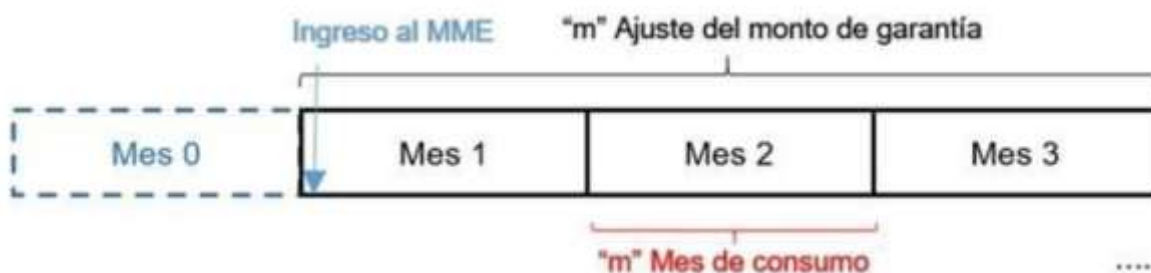 Ingreso al MME
“m” Ajuste del monto de garantía
Mes 0
Mes 1
Mes 2
Mes 3
“m” Mes de consumo
....